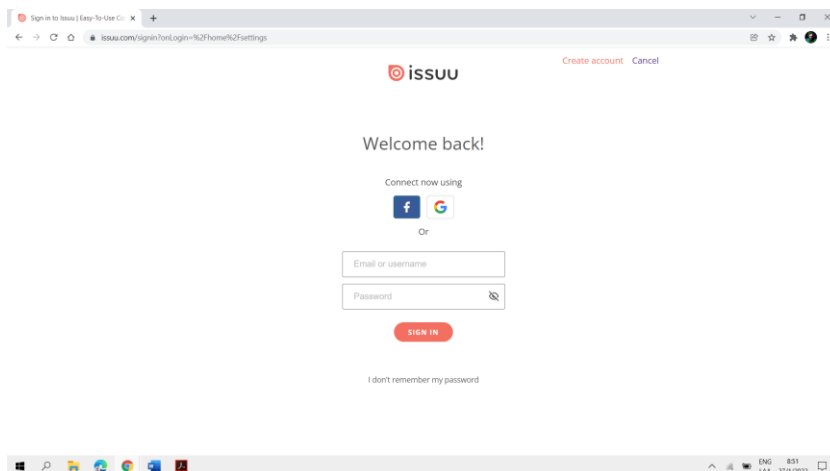 Sign in to Issuu | Easy-To-Use Co
issuu.com/signin?onLogin=%2Fhome%2Fsettings
issuu
Create account Cancel
Welcome back!
Connect now using
Or
Email or username
Password
SIGN IN
I don't remember my password
ENG 8:51